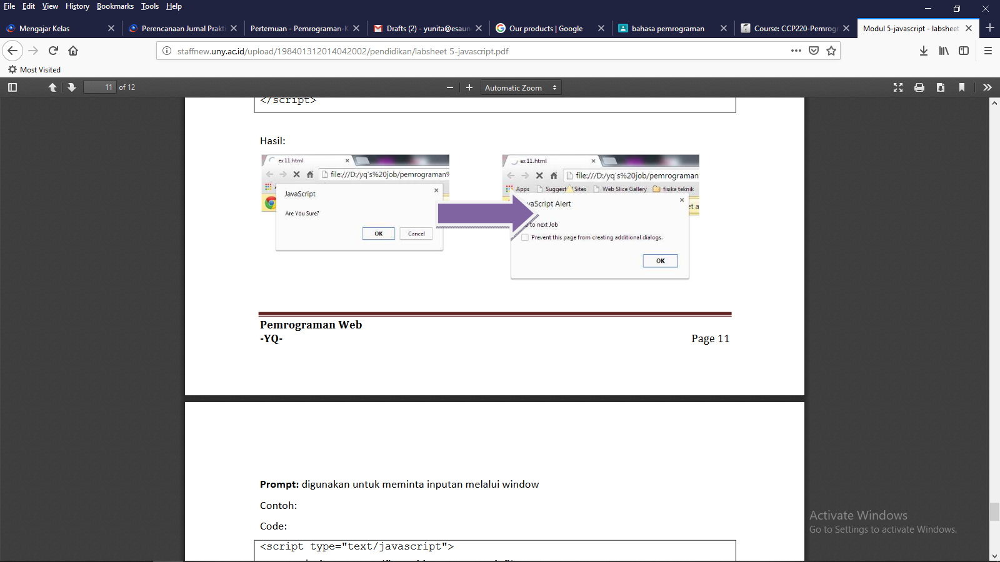 File Edit View History Bookmarks Tools Help
Mengajar Kelas
Perencanaan Jurnal Prakti
Pertemuan - Pemrograman-K
Drafts (2) - yunita@esaun
Our products | Google
bahasa pemrograman
Course: CCP220-Pemrogr
Modul 5-javascript - labsheet
staffnew.uny.ac.id/upload/198401312014042002/pendidikan/labsheet 5-javascript.pdf
Most Visited
11 of 12
Automatic Zoom
</script>
Hasil:
ex11.html
file:///D:/yq's%20job/pemrograman%
JavaScript
Are You Sure?
OK Cancel
ex11.html
file:///D:/yq's%20job/pemrograman
Apps Suggest Sites Web Slice Gallery fisika teknik
vaScript Alert
et a
to next Job
Prevent this page from creating additional dialogs.
OK
Pemrograman Web
-YQ-
Page 11
Prompt: digunakan untuk meminta inputan melalui window
Contoh:
Code:
<script type="text/javascript">
Activate Windows
Go to Settings to activate Windows.